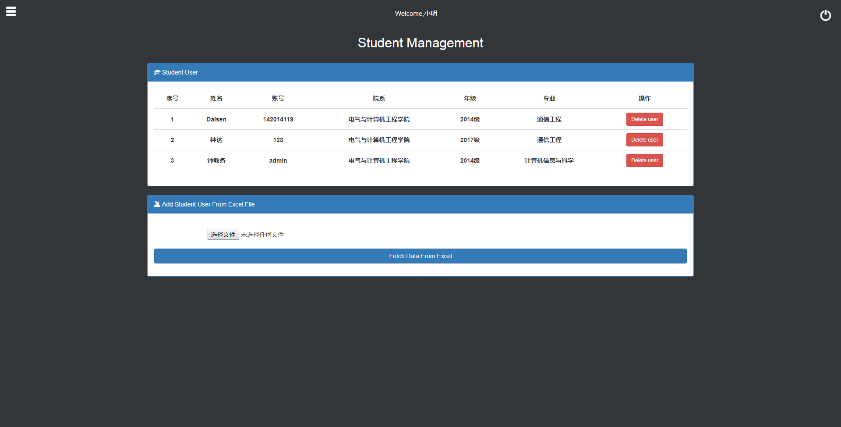 Welcome,小明
Student Management
Student User
序号 姓名 账号 院系 年级 专业 操作
1 Daisen 142014119 电气与计算机工程学院 2014级 通信工程 Delete user
2 林达 123 电气与计算机工程学院 2017级 通信工程 Delete user
3 钟教务 admin 电气与计算机工程学院 2014级 计算机信息与科学 Delete user
Add Student User From Excel File
选择文件 未选择任何文件
Fetch Data From Excel